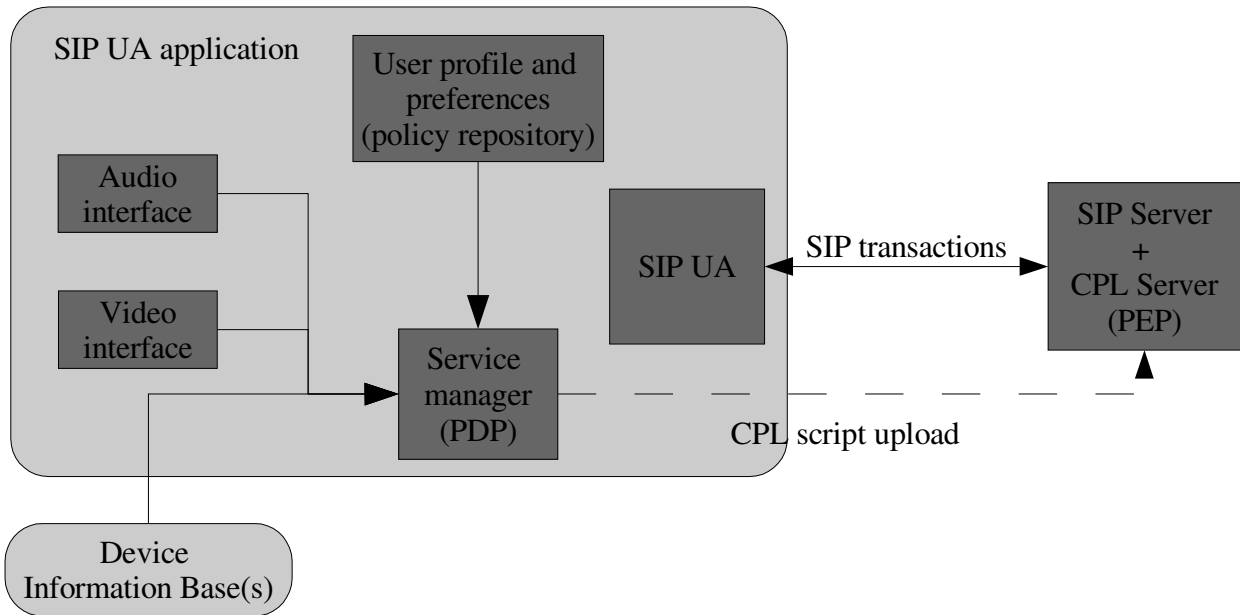 SIP UA application
User profile and
preferences
(policy repository)
Audio
interface
Video
interface
SIP UA
Service
manager
(PDP)
SIP transactions
SIP Server
+
CPL Server
(PEP)
CPL script upload
Device
Information Base(s)